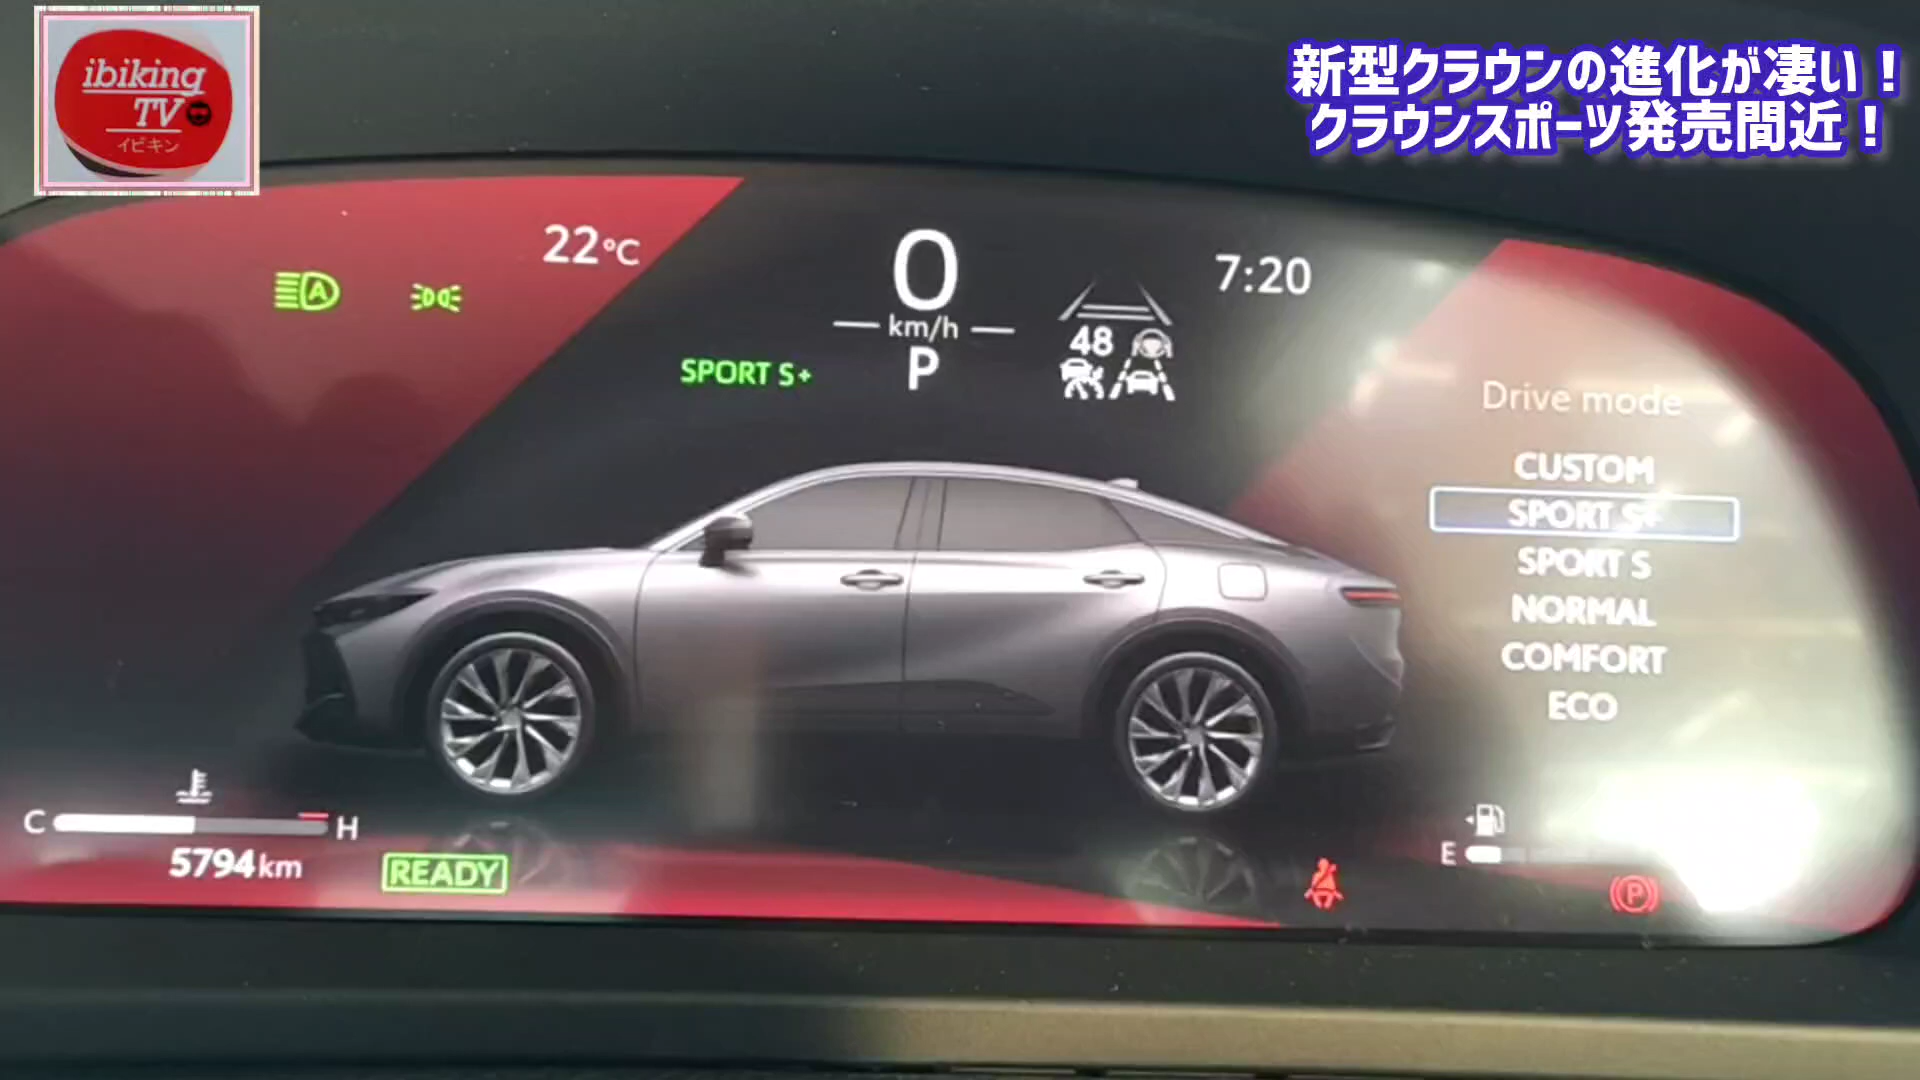 ibiking
TV
イビキン
新型クラウンの進化が凄い！
クラウンスポーツ発売間近！
22℃
0
km/h
P
7:20
A
SPORT S+
48
Drive mode
CUSTOM
SPORT S+
SPORT S
NORMAL
COMFORT
ECO
C
H
5794km
READY
E
P